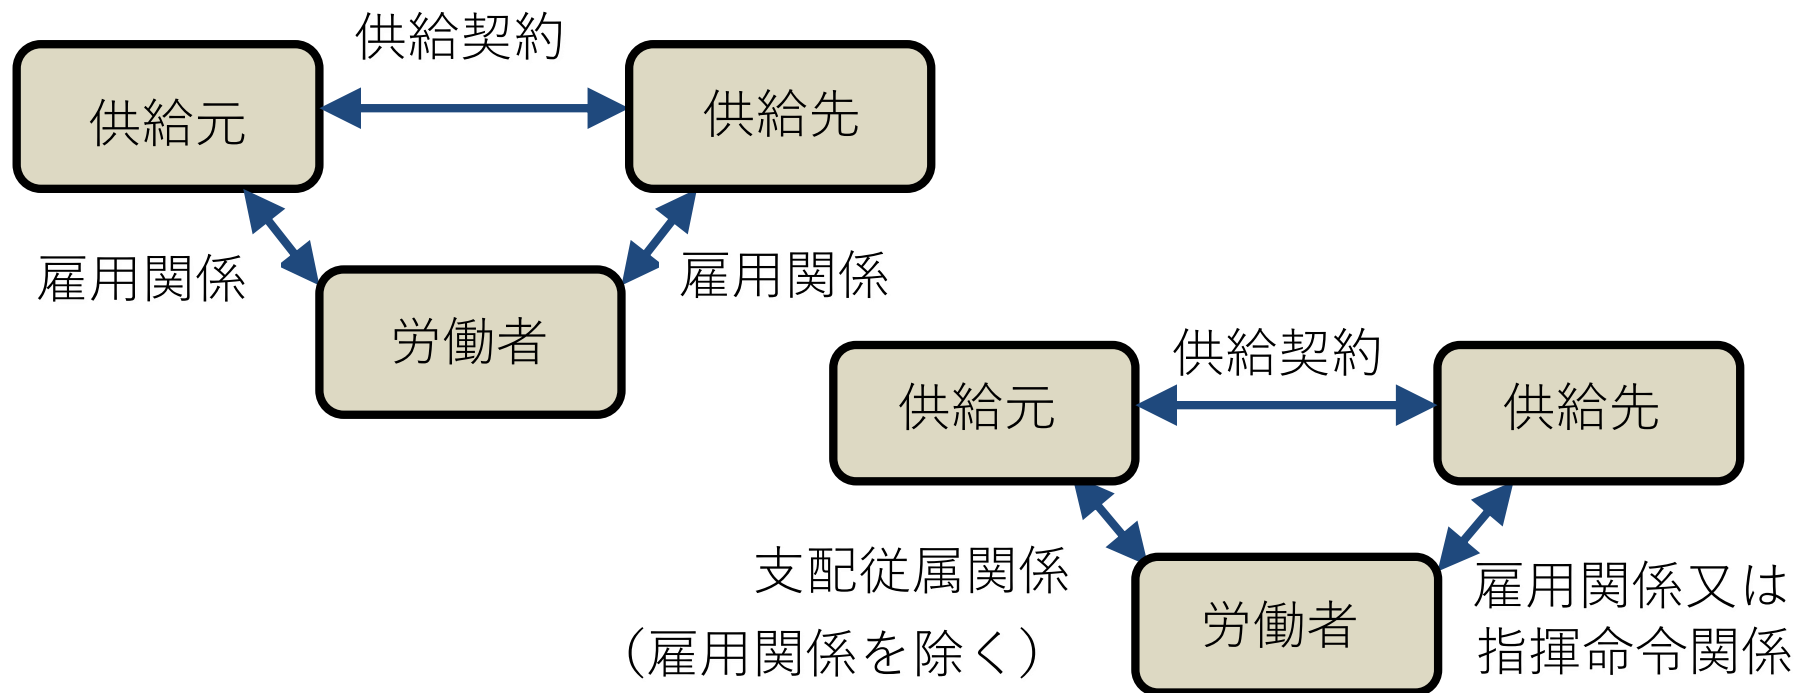 供給契約
供給元
供給先
雇用関係
雇用関係
労働者
供給契約
供給元
供給先
支配従属関係
（雇用関係を除く）
労働者
雇用関係又は
指揮命令関係